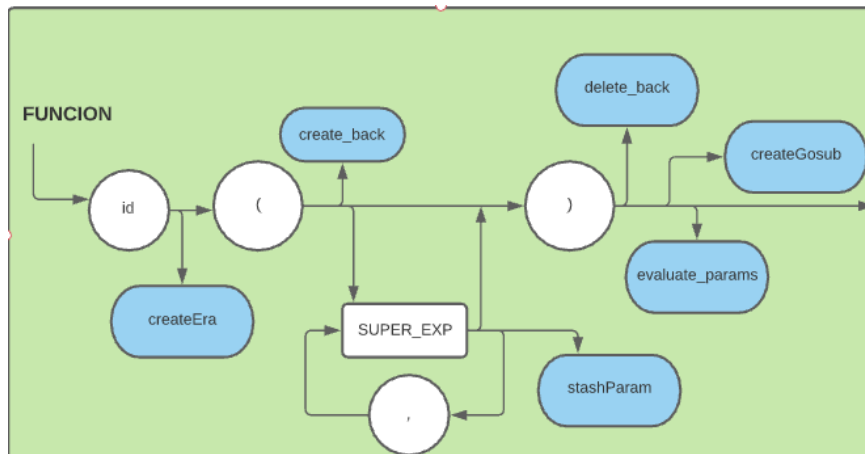 FUNCION
id
createEra
(
create_back
SUPER_EXP
,
stashParam
)
delete_back
createGosub
evaluate_params